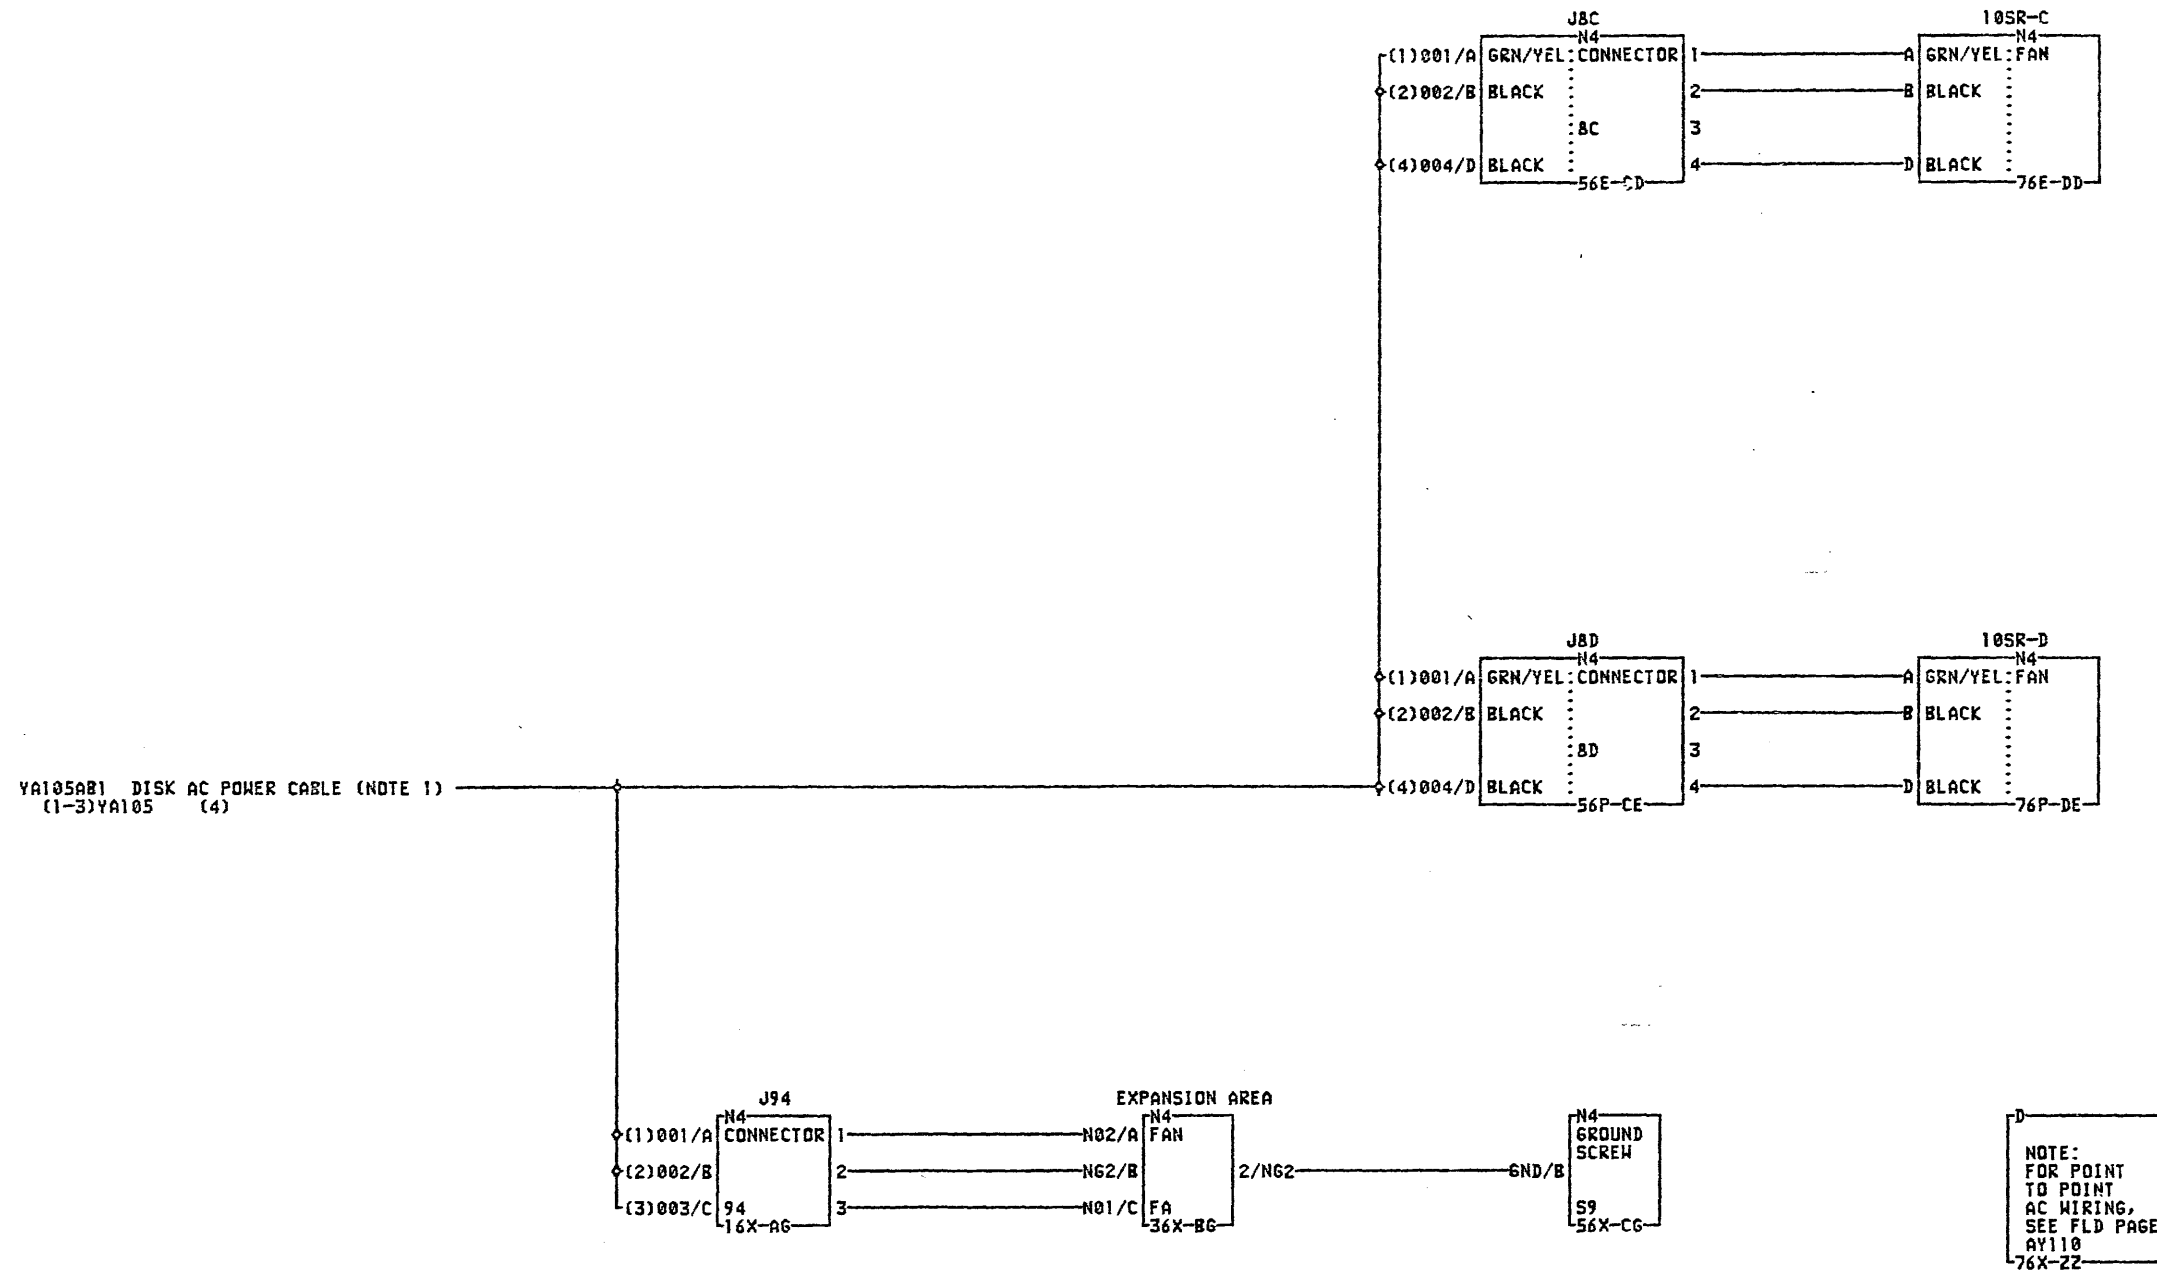 J8C
N4
(1)001/A GRN/YEL:CONNECTOR 1
(2)002/B BLACK 2
8C 3
(4)004/D BLACK 4
56E-CD
10SR-C
N4
A GRN/YEL:FAN
B BLACK
D BLACK
76E-DD
J8D
N4
(1)001/A GRN/YEL:CONNECTOR 1
(2)002/B BLACK 2
8D 3
(4)004/D BLACK 4
56P-CE
10SR-D
N4
A GRN/YEL:FAN
B BLACK
D BLACK
76P-DE
YA105AB1 DISK AC POWER CABLE (NOTE 1)
(1-3)YA105 (4)
J94
N4
(1)001/A CONNECTOR 1
(2)002/B 2
(3)003/C 94 3
16X-AG
EXPANSION AREA
N4
N02/A FAN
NG2/B 2/NG2
N01/C FA
36X-BG
N4
GROUND
SCREW
GND/B
S9
56X-CG
D
NOTE:
FOR POINT
TO POINT
AC WIRING,
SEE FLD PAGE
AY110
76X-ZZ